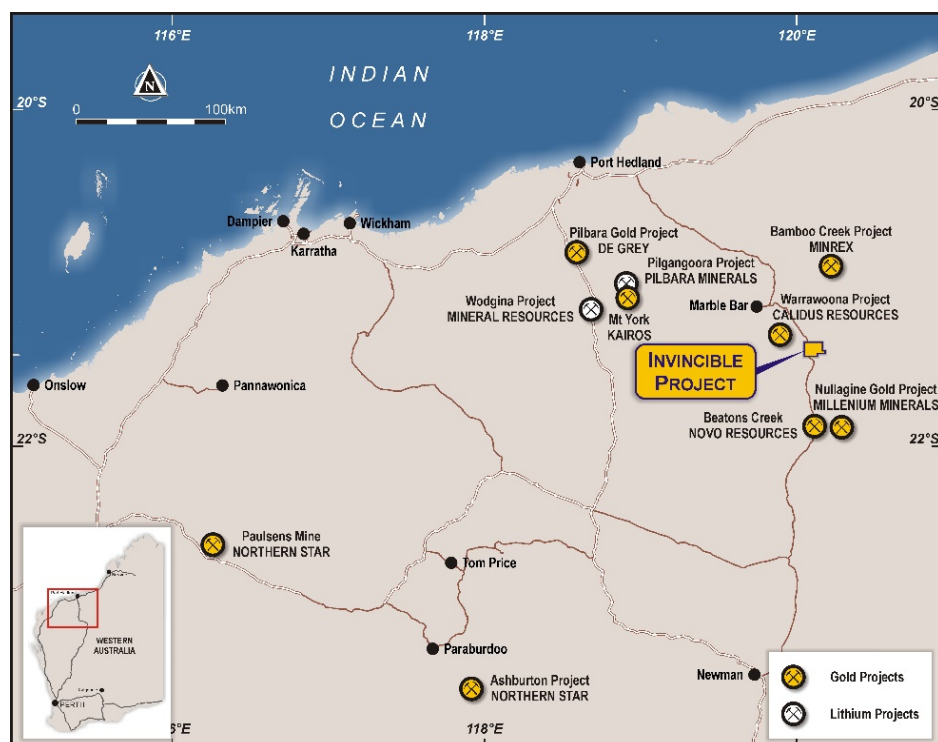 116°E
118°E
120°E
INDIAN
OCEAN
N
0
100km
20°S
20°S
Port Hedland
Dampier
Wickham
Karratha
Pilbara Gold Project
DE GREY
Bamboo Creek Project
MINREX
Pilgangoora Project
PILBARA MINERALS
Wodgina Project
MINERAL RESOURCES
Mt York
KAIROS
Marble Bar
Warrawoona Project
CALIDUS RESOURCES
INVINCIBLE
PROJECT
Onslow
Pannawonica
Nullagine Gold Project
MILLENIUM MINERALS
Beatons Creek
NOVO RESOURCES
22°S
22°S
Paulsens Mine
NORTHERN STAR
Tom Price
Paraburdoo
Newman
Ashburton Project
NORTHERN STAR
WESTERN
AUSTRALIA
PERTH
Gold Projects
Lithium Projects
118°E
120°E